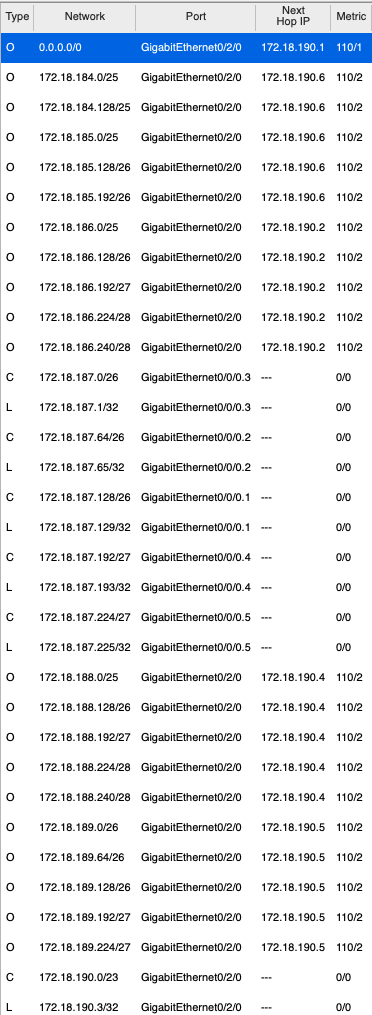 Type Network Port Next Hop IP Metric
O 0.0.0.0/0 GigabitEthernet0/2/0 172.18.190.1 110/1
O 172.18.184.0/25 GigabitEthernet0/2/0 172.18.190.6 110/2
O 172.18.184.128/25 GigabitEthernet0/2/0 172.18.190.6 110/2
O 172.18.185.0/25 GigabitEthernet0/2/0 172.18.190.6 110/2
O 172.18.185.128/26 GigabitEthernet0/2/0 172.18.190.6 110/2
O 172.18.185.192/26 GigabitEthernet0/2/0 172.18.190.6 110/2
O 172.18.186.0/25 GigabitEthernet0/2/0 172.18.190.2 110/2
O 172.18.186.128/26 GigabitEthernet0/2/0 172.18.190.2 110/2
O 172.18.186.192/27 GigabitEthernet0/2/0 172.18.190.2 110/2
O 172.18.186.224/28 GigabitEthernet0/2/0 172.18.190.2 110/2
O 172.18.186.240/28 GigabitEthernet0/2/0 172.18.190.2 110/2
C 172.18.187.0/26 GigabitEthernet0/0/0.3 --- 0/0
L 172.18.187.1/32 GigabitEthernet0/0/0.3 --- 0/0
C 172.18.187.64/26 GigabitEthernet0/0/0.2 --- 0/0
L 172.18.187.65/32 GigabitEthernet0/0/0.2 --- 0/0
C 172.18.187.128/26 GigabitEthernet0/0/0.1 --- 0/0
L 172.18.187.129/32 GigabitEthernet0/0/0.1 --- 0/0
C 172.18.187.192/27 GigabitEthernet0/0/0.4 --- 0/0
L 172.18.187.193/32 GigabitEthernet0/0/0.4 --- 0/0
C 172.18.187.224/27 GigabitEthernet0/0/0.5 --- 0/0
L 172.18.187.225/32 GigabitEthernet0/0/0.5 --- 0/0
O 172.18.188.0/25 GigabitEthernet0/2/0 172.18.190.4 110/2
O 172.18.188.128/26 GigabitEthernet0/2/0 172.18.190.4 110/2
O 172.18.188.192/27 GigabitEthernet0/2/0 172.18.190.4 110/2
O 172.18.188.224/28 GigabitEthernet0/2/0 172.18.190.4 110/2
O 172.18.188.240/28 GigabitEthernet0/2/0 172.18.190.4 110/2
O 172.18.189.0/26 GigabitEthernet0/2/0 172.18.190.5 110/2
O 172.18.189.64/26 GigabitEthernet0/2/0 172.18.190.5 110/2
O 172.18.189.128/26 GigabitEthernet0/2/0 172.18.190.5 110/2
O 172.18.189.192/27 GigabitEthernet0/2/0 172.18.190.5 110/2
O 172.18.189.224/27 GigabitEthernet0/2/0 172.18.190.5 110/2
C 172.18.190.0/23 GigabitEthernet0/2/0 --- 0/0
L 172.18.190.3/32 GigabitEthernet0/2/0 --- 0/0